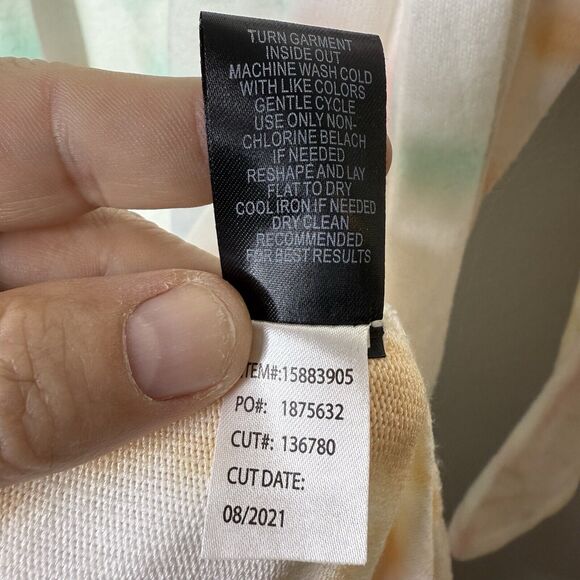 TURN GARMENT
INSIDE OUT
MACHINE WASH COLD
WITH LIKE COLORS
GENTLE CYCLE
USE ONLY NON-
CHLORINE BELACH
IF NEEDED
RESHAPE AND LAY
FLAT TO DRY
COOL IRON IF NEEDED
DRY CLEAN
RECOMMENDED
FOR BEST RESULTS
ITEM#:15883905
PO#: 1875632
CUT#: 136780
CUT DATE:
08/2021